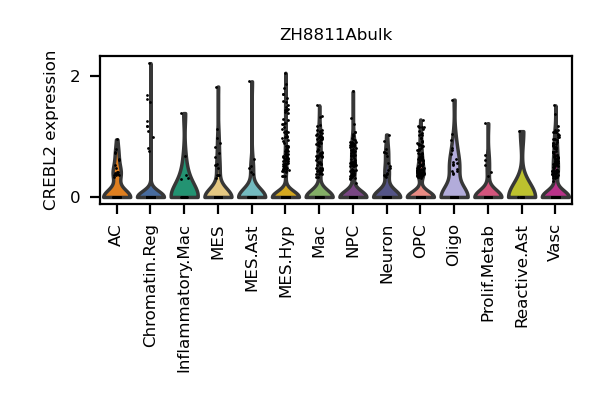 ZH8811Abulk
CREBL2 expression
2
0
AC
Chromatin.Reg
Inflammatory.Mac
MES
MES.Ast
MES.Hyp
Mac
NPC
Neuron
OPC
Oligo
Prolif.Metab
Reactive.Ast
Vasc